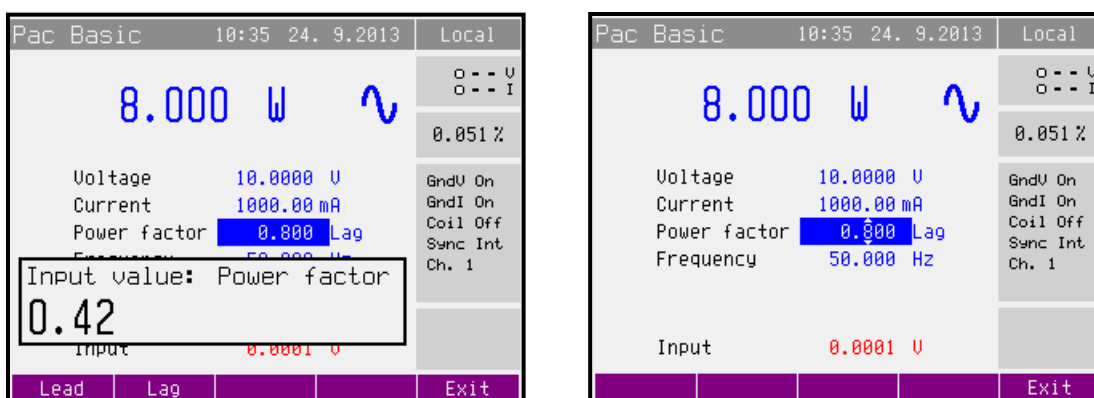 Pac Basic 10:35 24. 9.2013 Local
o-- V
o-- I
8.000 W
0.051%
Voltage 10.0000 V
Current 1000.00 mA
Power factor 0.800 Lag
GndV On
GndI On
Coil Off
Sync Int
Ch. 1
Input value: Power factor
0.42
Input 0.0001 V
Lead Lag Exit
Pac Basic 10:35 24. 9.2013 Local
o-- V
o-- I
8.000 W
0.051%
Voltage 10.0000 V
Current 1000.00 mA
Power factor 0.800 Lag
Frequency 50.000 Hz
GndV On
GndI On
Coil Off
Sync Int
Ch. 1
Input 0.0001 V
Exit